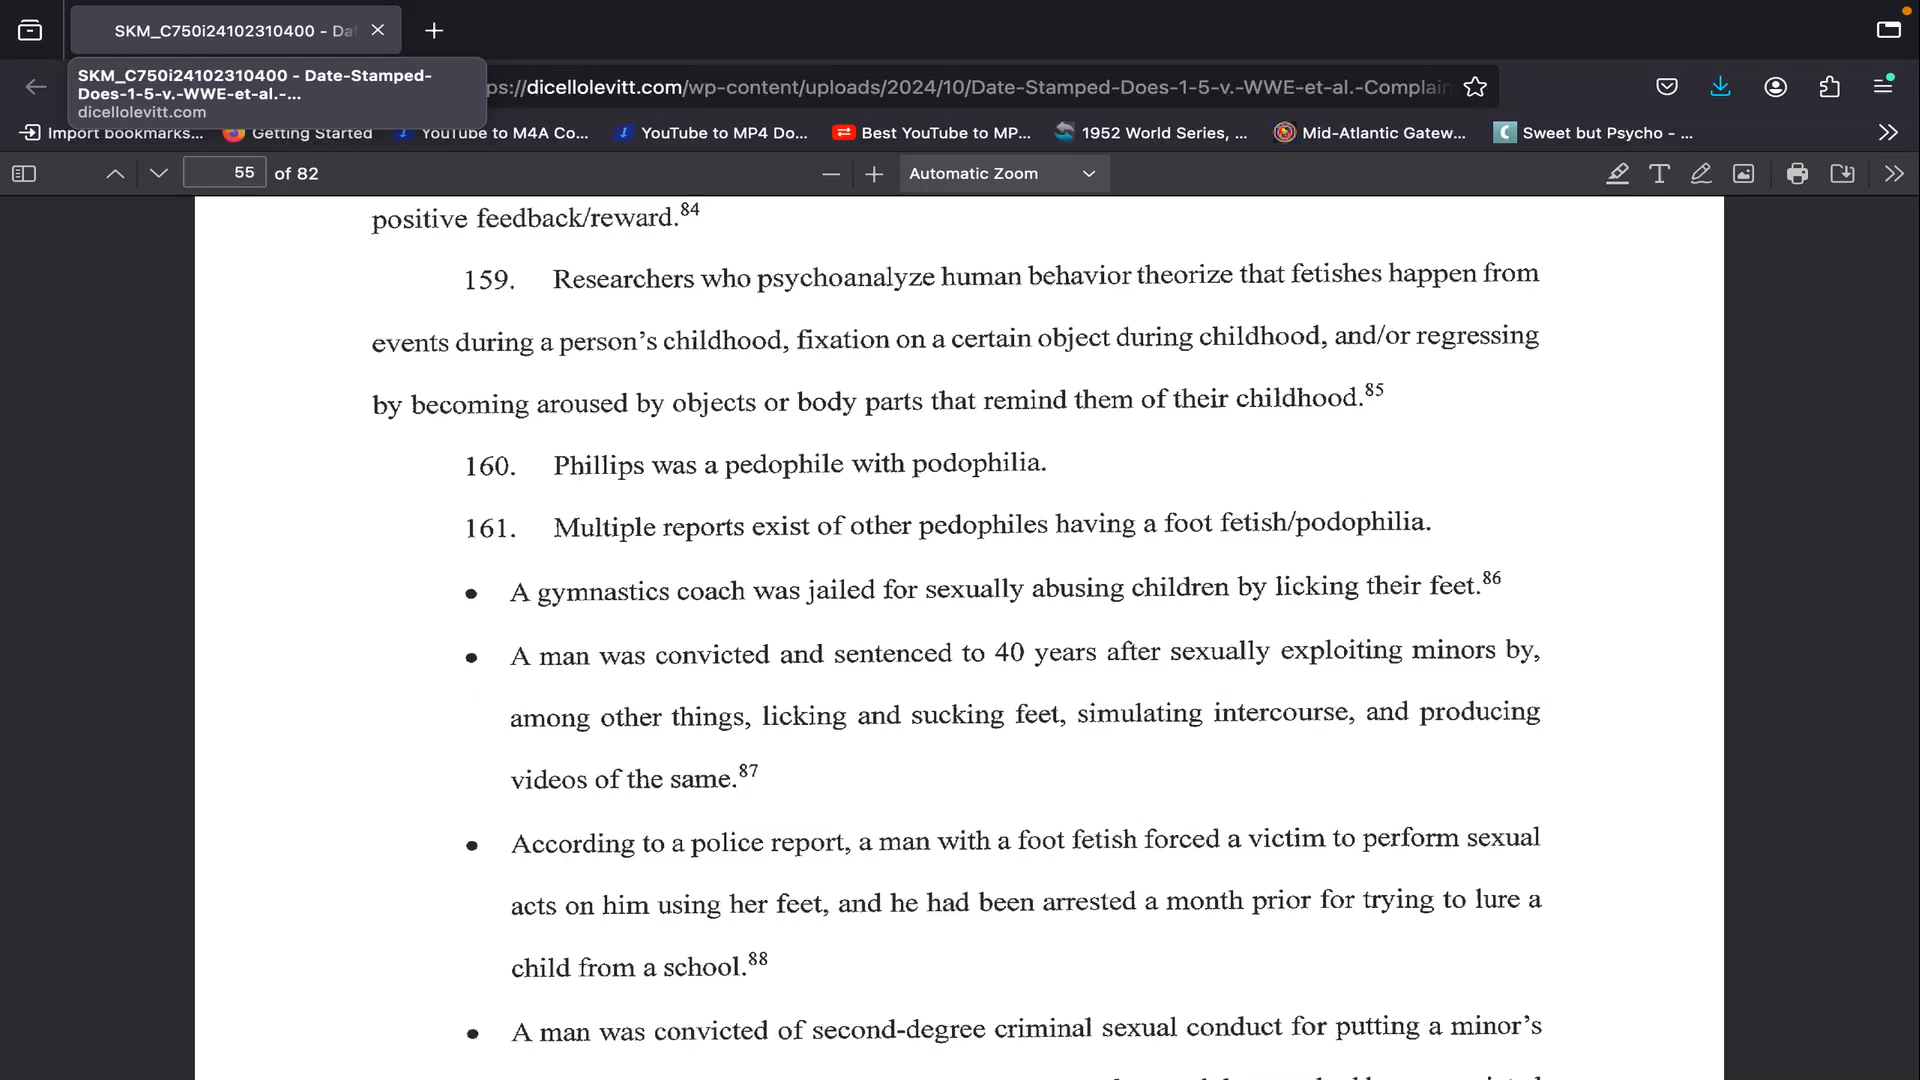 SKM_C750i24102310400 - Da
SKM_C750i24102310400 - Date-Stamped-
Does-1-5-v.-WWE-et-al.-...
dicellolevitt.com
ps://dicellolevitt.com/wp-content/uploads/2024/10/Date-Stamped-Does-1-5-v.-WWE-et-al.-Complain
Import bookmarks... Getting Started YouTube to M4A Co... YouTube to MP4 Do... Best YouTube to MP... 1952 World Series, ... Mid-Atlantic Gatew... Sweet but Psycho - ...
55 of 82 Automatic Zoom
positive feedback/reward.84
159. Researchers who psychoanalyze human behavior theorize that fetishes happen from
events during a person's childhood, fixation on a certain object during childhood, and/or regressing
by becoming aroused by objects or body parts that remind them of their childhood.85
160. Phillips was a pedophile with podophilia.
161. Multiple reports exist of other pedophiles having a foot fetish/podophilia.
• A gymnastics coach was jailed for sexually abusing children by licking their feet.86
• A man was convicted and sentenced to 40 years after sexually exploiting minors by,
among other things, licking and sucking feet, simulating intercourse, and producing
videos of the same.87
• According to a police report, a man with a foot fetish forced a victim to perform sexual
acts on him using her feet, and he had been arrested a month prior for trying to lure a
child from a school.88
• A man was convicted of second-degree criminal sexual conduct for putting a minor's